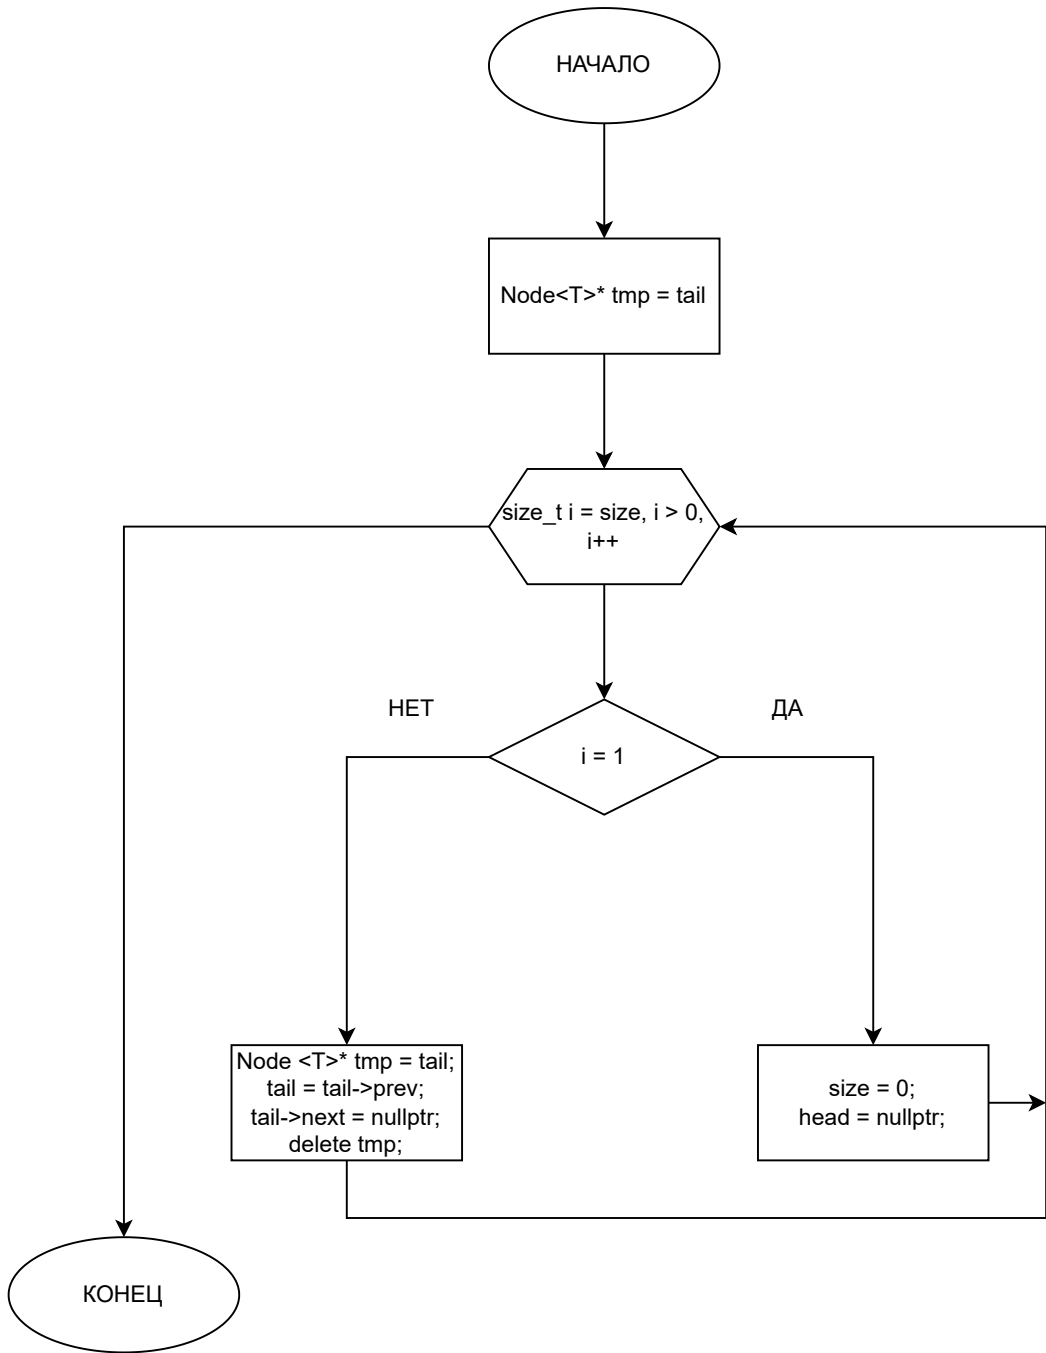 НАЧАЛО
Node<T>* tmp = tail
size_t i = size, i > 0,
i++
НЕТ
ДА
i = 1
Node <T>* tmp = tail;
tail = tail->prev;
tail->next = nullptr;
delete tmp;
size = 0;
head = nullptr;
КОНЕЦ